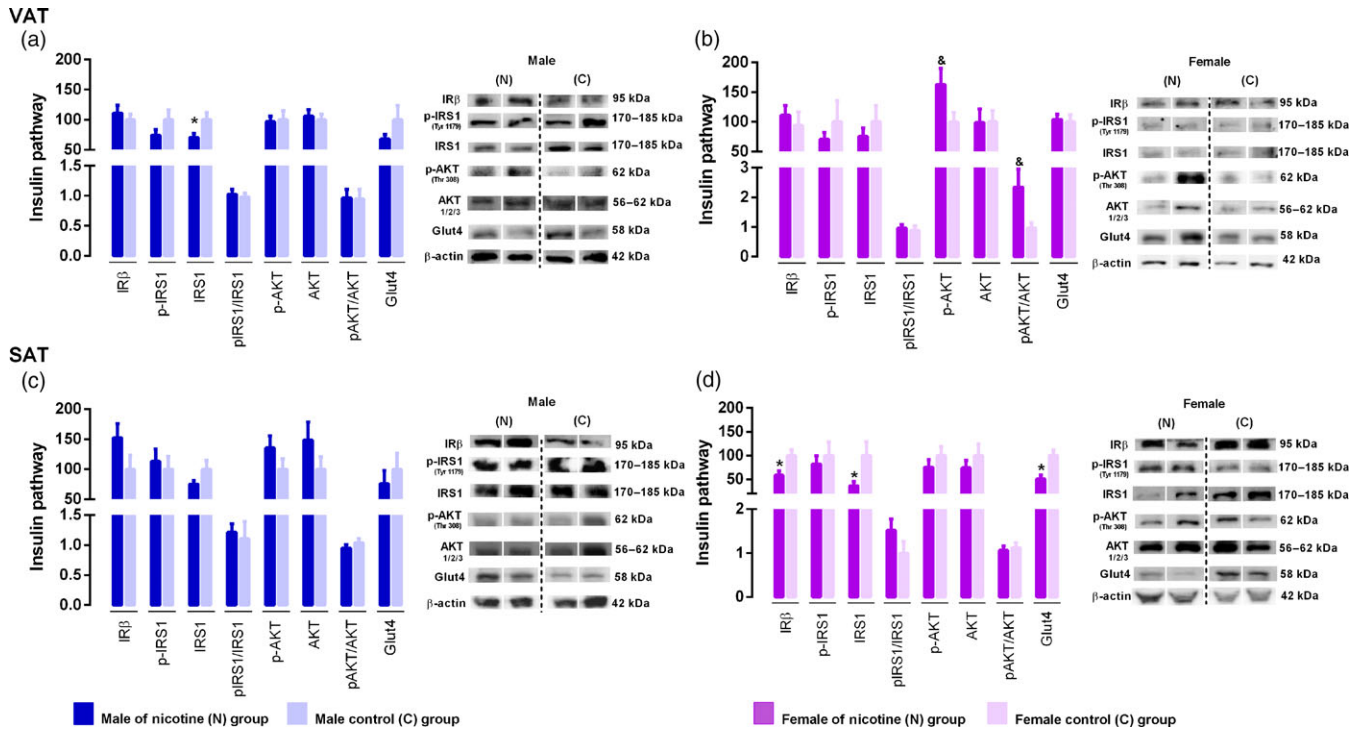 VAT
(a)
Insulin pathway
200
150
100
50
1.5
1.0
0.5
0.0
*
IRβ
p-IRS1
IRS1
pIRS1/IRS1
p-AKT
AKT
pAKT/AKT
Glut4
Male
(N) (C)
IRβ 95 kDa
p-IRS1 170–185 kDa
(Tyr 1179)
IRS1 170–185 kDa
p-AKT 62 kDa
(Thr 308)
AKT 56–62 kDa
1/2/3
Glut4 58 kDa
β-actin 42 kDa
(b)
Insulin pathway
200
150
100
50
3
2
1
0
&
&
IRβ
p-IRS1
IRS1
pIRS1/IRS1
p-AKT
AKT
pAKT/AKT
Glut4
Female
(N) (C)
IRβ 95 kDa
p-IRS1 170–185 kDa
(Tyr 1179)
IRS1 170–185 kDa
p-AKT 62 kDa
(Thr 308)
AKT 56–62 kDa
1/2/3
Glut4 58 kDa
β-actin 42 kDa
SAT
(c)
Insulin pathway
200
150
100
50
1.5
1.0
0.5
0.0
IRβ
p-IRS1
IRS1
pIRS1/IRS1
p-AKT
AKT
pAKT/AKT
Glut4
Male
(N) (C)
IRβ 95 kDa
p-IRS1 170–185 kDa
(Tyr 1179)
IRS1 170–185 kDa
p-AKT 62 kDa
(Thr 308)
AKT 56–62 kDa
1/2/3
Glut4 58 kDa
β-actin 42 kDa
(d)
Insulin pathway
200
150
100
50
2
1
0
*
*
*
IRβ
p-IRS1
IRS1
pIRS1/IRS1
p-AKT
AKT
pAKT/AKT
Glut4
Female
(N) (C)
IRβ 95 kDa
p-IRS1 170–185 kDa
(Tyr 1179)
IRS1 170–185 kDa
p-AKT 62 kDa
(Thr 308)
AKT 56–62 kDa
1/2/3
Glut4 58 kDa
β-actin 42 kDa
Male of nicotine (N) group Male control (C) group
Female of nicotine (N) group Female control (C) group